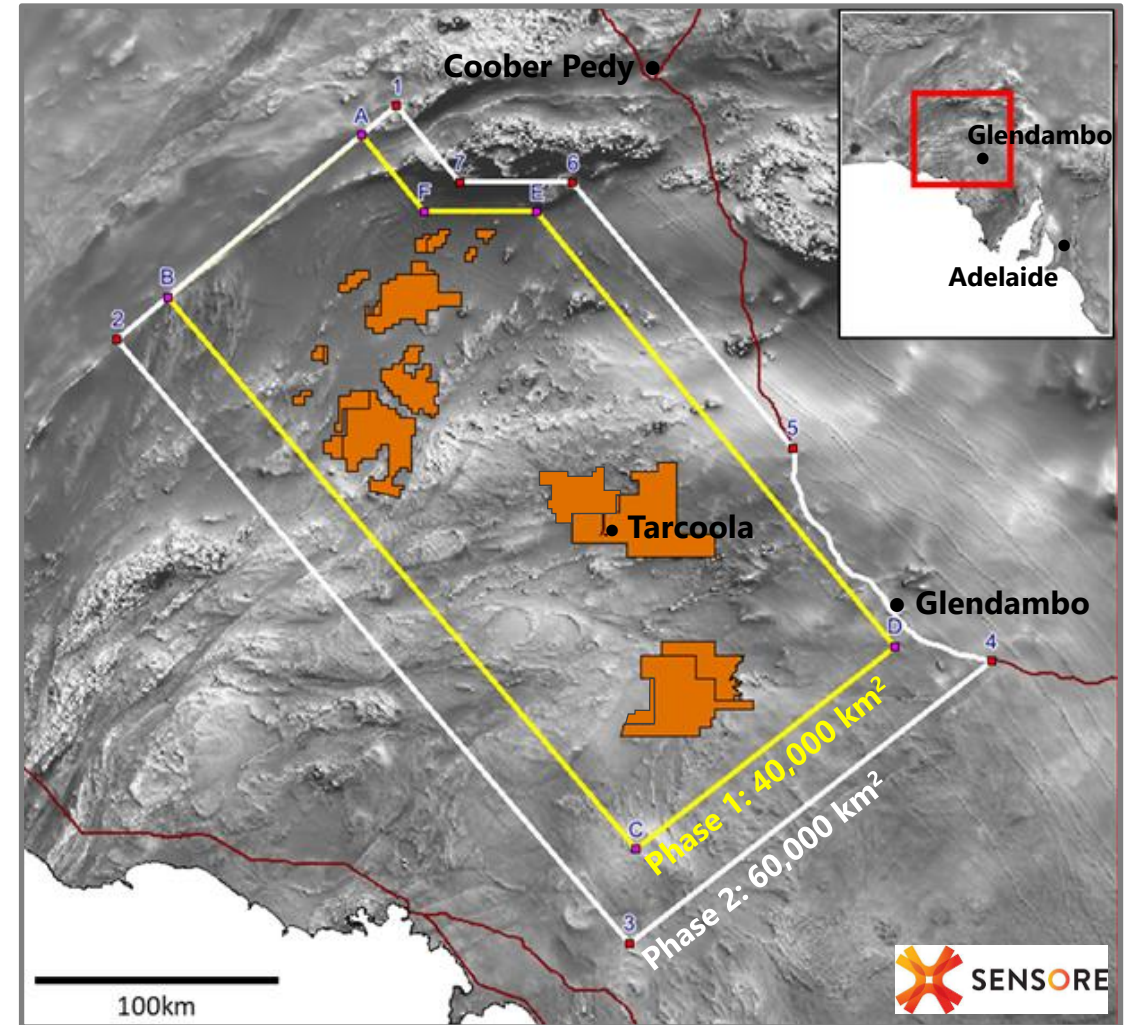 Coober Pedy
Glendambo
Adelaide
1
A
7
6
F
E
B
2
5
Tarcoola
Glendambo
D
4
Phase 1: 40,000 km²
C
Phase 2: 60,000 km²
3
100km
SENSORE